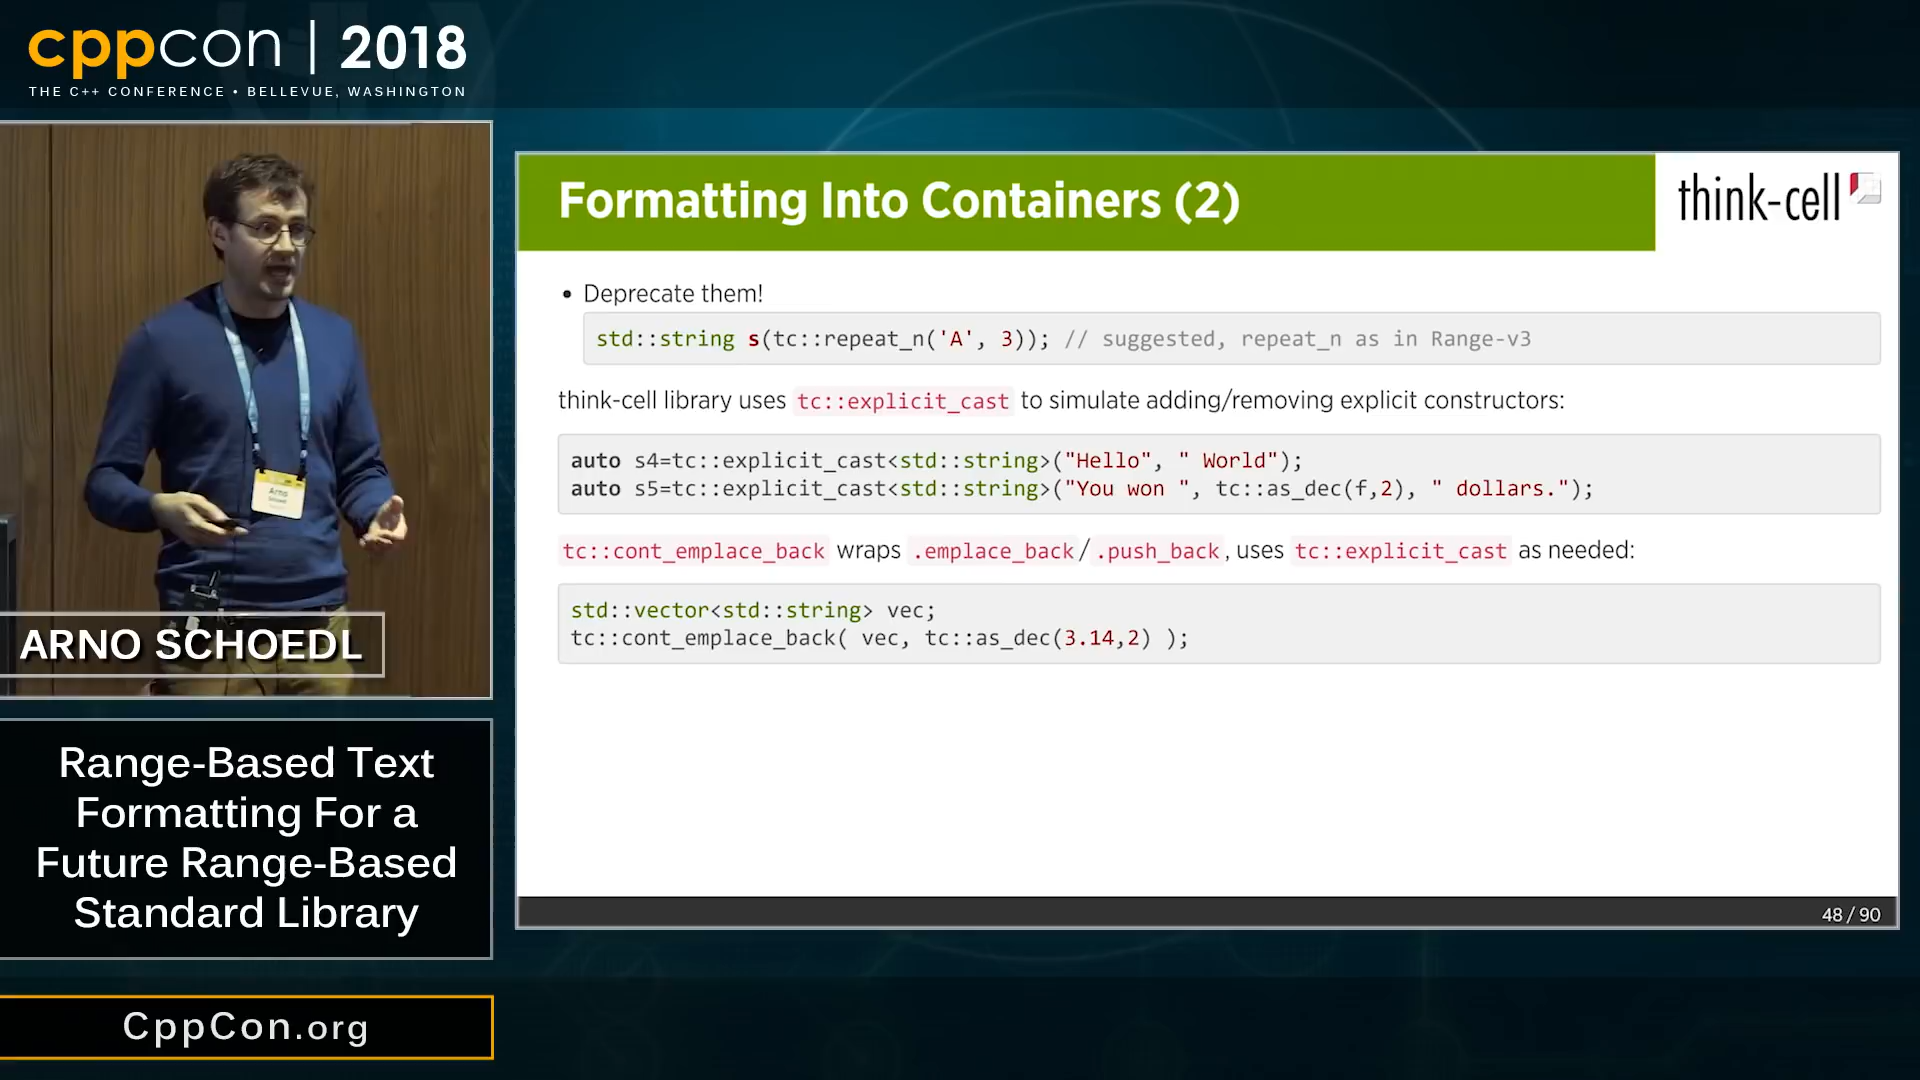 cppcon | 2018
THE C++ CONFERENCE • BELLEVUE, WASHINGTON
Arno
ARNO SCHOEDL
Range-Based Text
Formatting For a
Future Range-Based
Standard Library
CppCon.org
Formatting Into Containers (2)
think-cell
• Deprecate them!
std::string s(tc::repeat_n('A', 3)); // suggested, repeat_n as in Range-v3
think-cell library uses tc::explicit_cast to simulate adding/removing explicit constructors:
auto s4=tc::explicit_cast<std::string>("Hello", " World");
auto s5=tc::explicit_cast<std::string>("You won ", tc::as_dec(f,2), " dollars.");
tc::cont_emplace_back wraps .emplace_back/.push_back, uses tc::explicit_cast as needed:
std::vector<std::string> vec;
tc::cont_emplace_back( vec, tc::as_dec(3.14,2) );
48 / 90